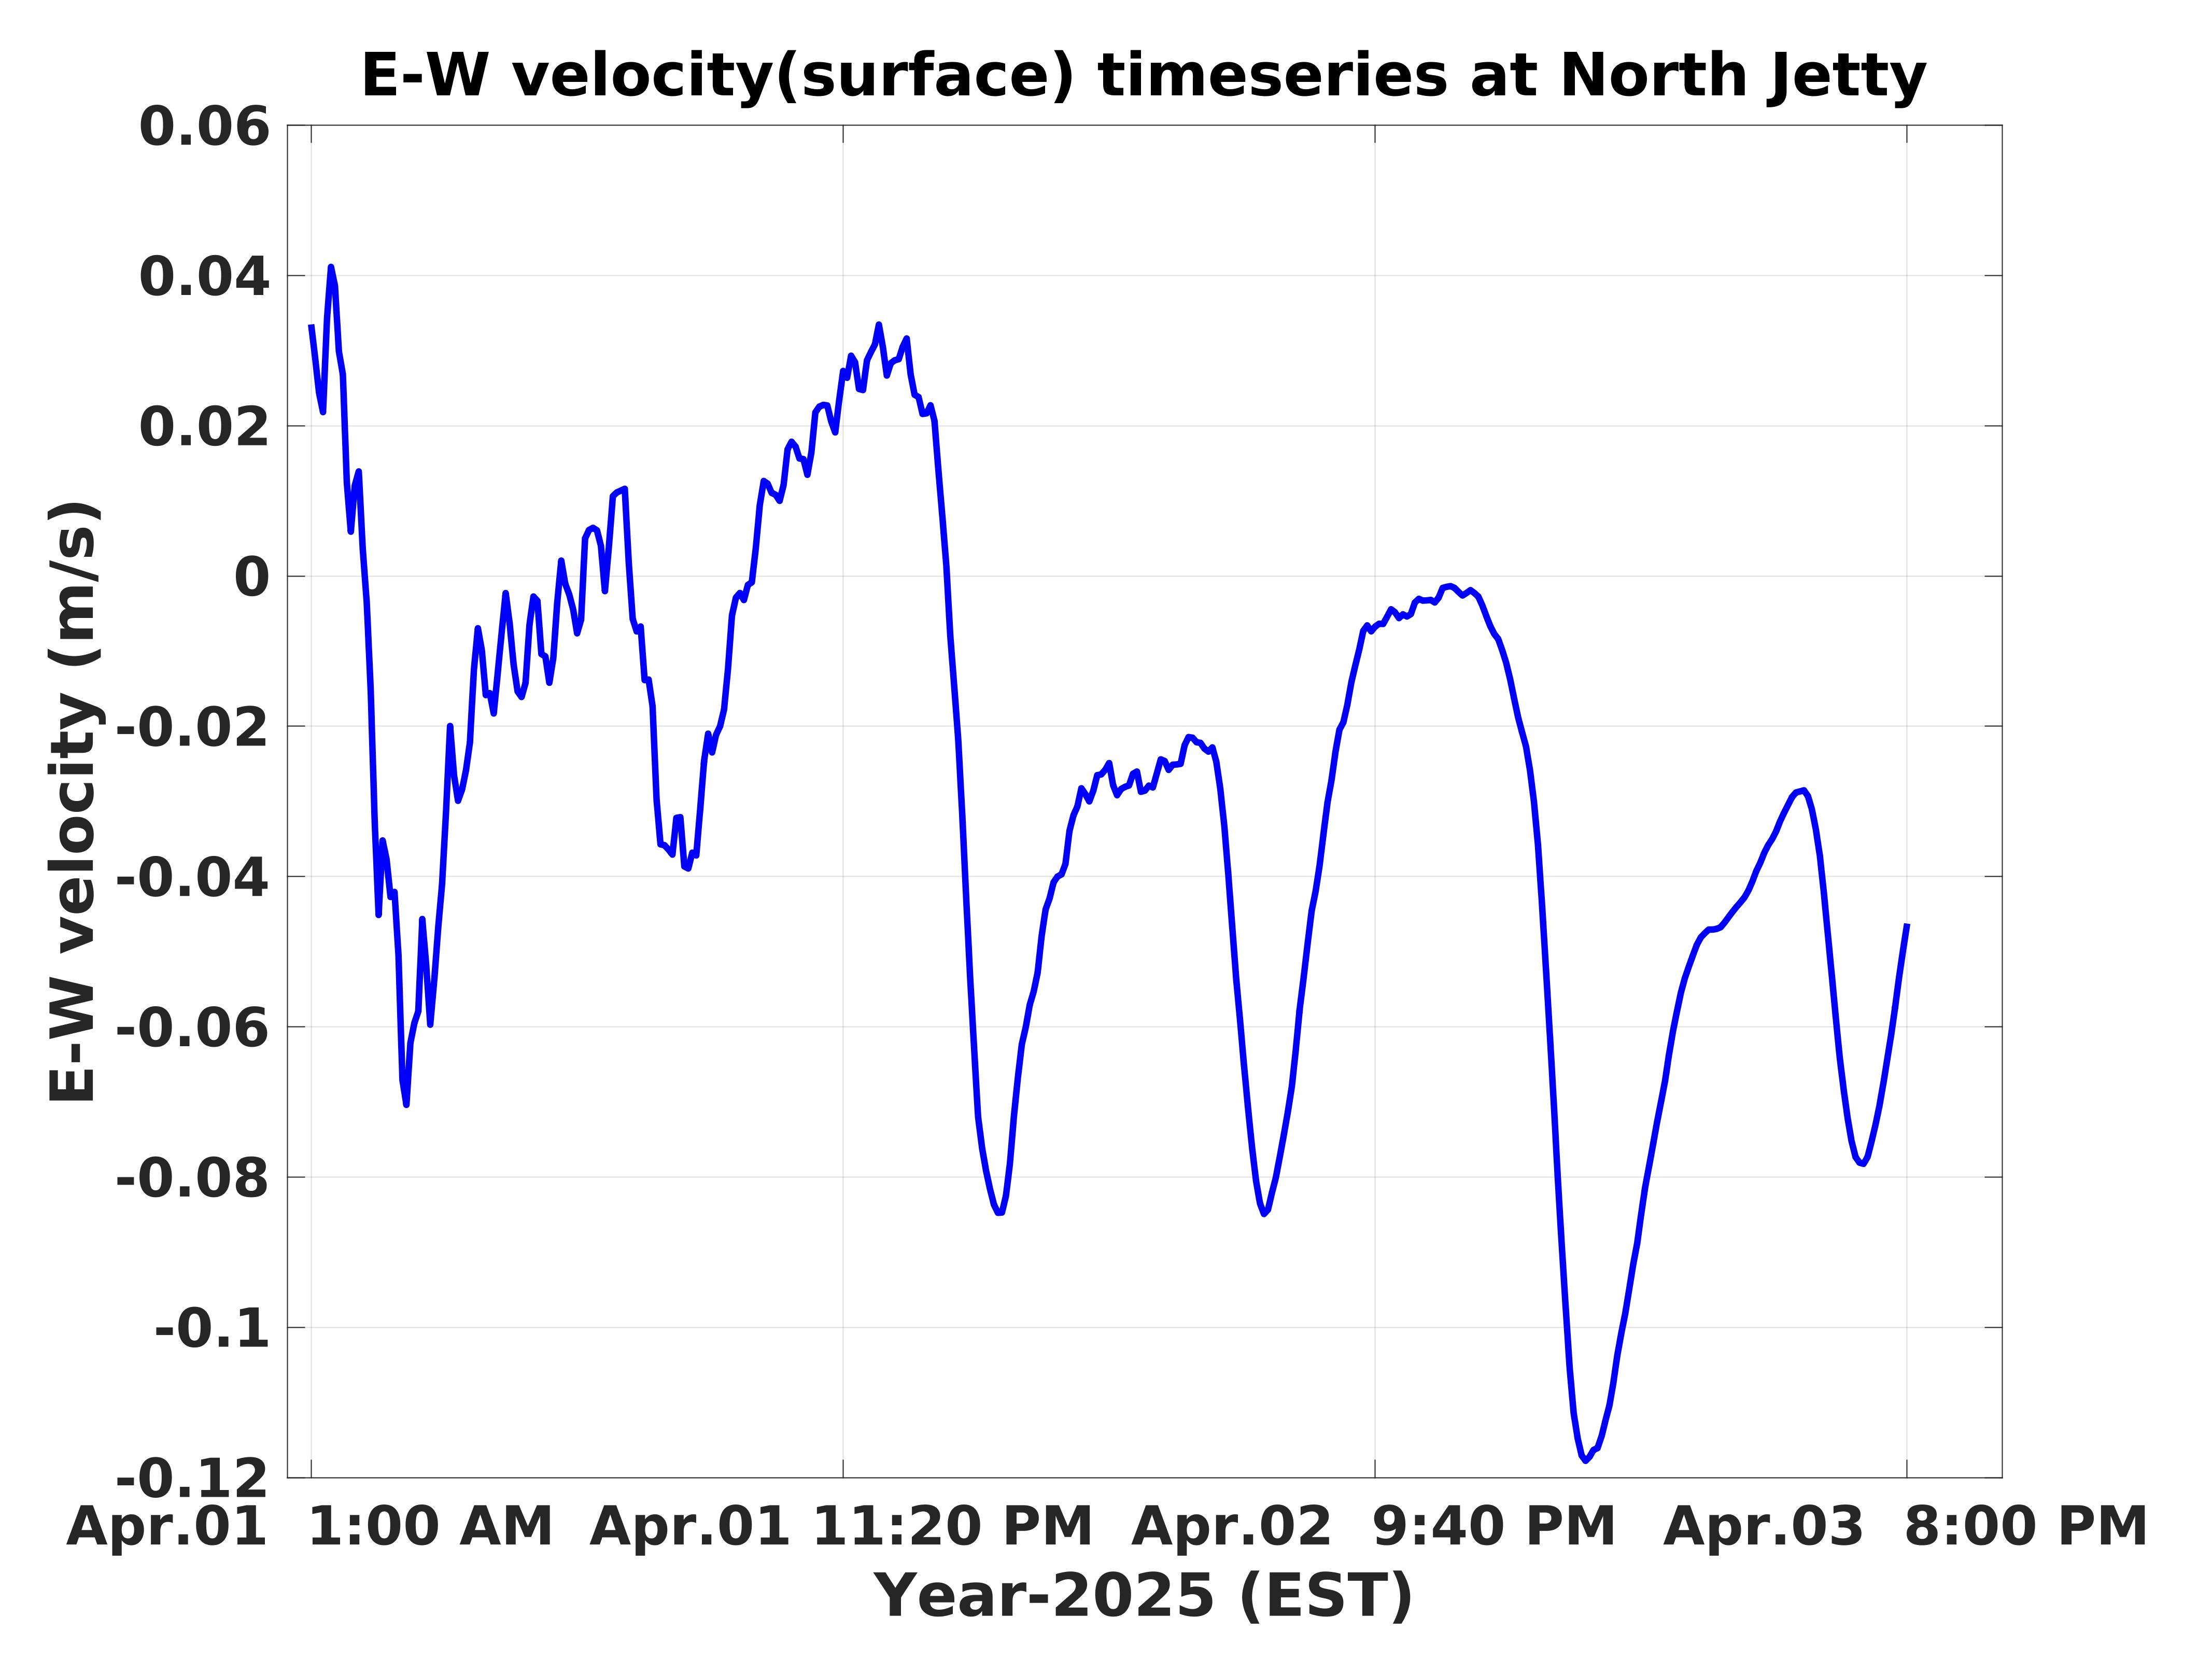 E-W velocity(surface) timeseries at North Jetty
0.06
0.04
0.02
0
-0.02
-0.04
-0.06
-0.08
-0.1
-0.12
E-W velocity (m/s)
Apr.01 1:00 AM Apr.01 11:20 PM Apr.02 9:40 PM Apr.03 8:00 PM
Year-2025 (EST)